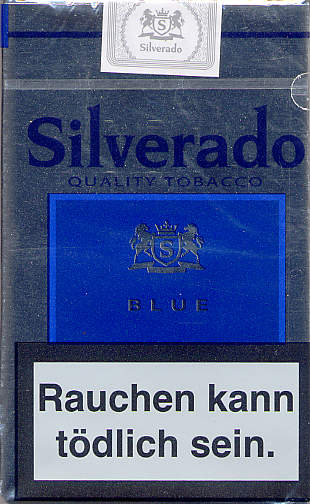 S
Silverado
Silverado
QUALITY TOBACCO
S
BLUE
Rauchen kann
tödlich sein.